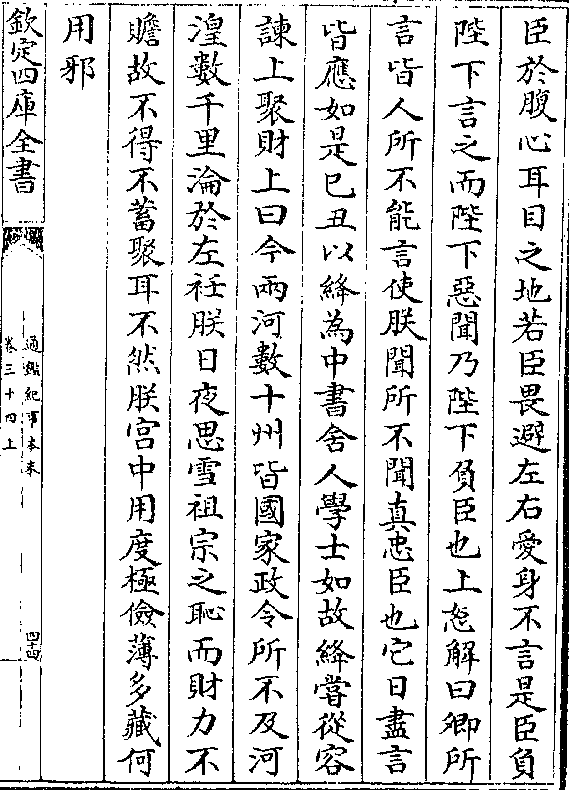 臣於腹心耳目之地若臣畏避左右愛身不言是臣負
陛下言之而陛下惡聞乃陛下負臣也上怒解曰卿所
言皆人所不能言使朕聞所不聞真忠臣也它日盡言
皆應如是已丑以絳為中書舍人學士如故絳嘗從容
諫上聚財上曰今兩河數十州皆國家政令所不及河
湟數千里淪於左衽朕日夜思雪祖宗之恥而財力不
贍故不得不蓄聚耳不然朕宮中用度極儉薄多藏何
用邪
欽定四庫全書
通鑑紀事本末
卷三十四上
四十四